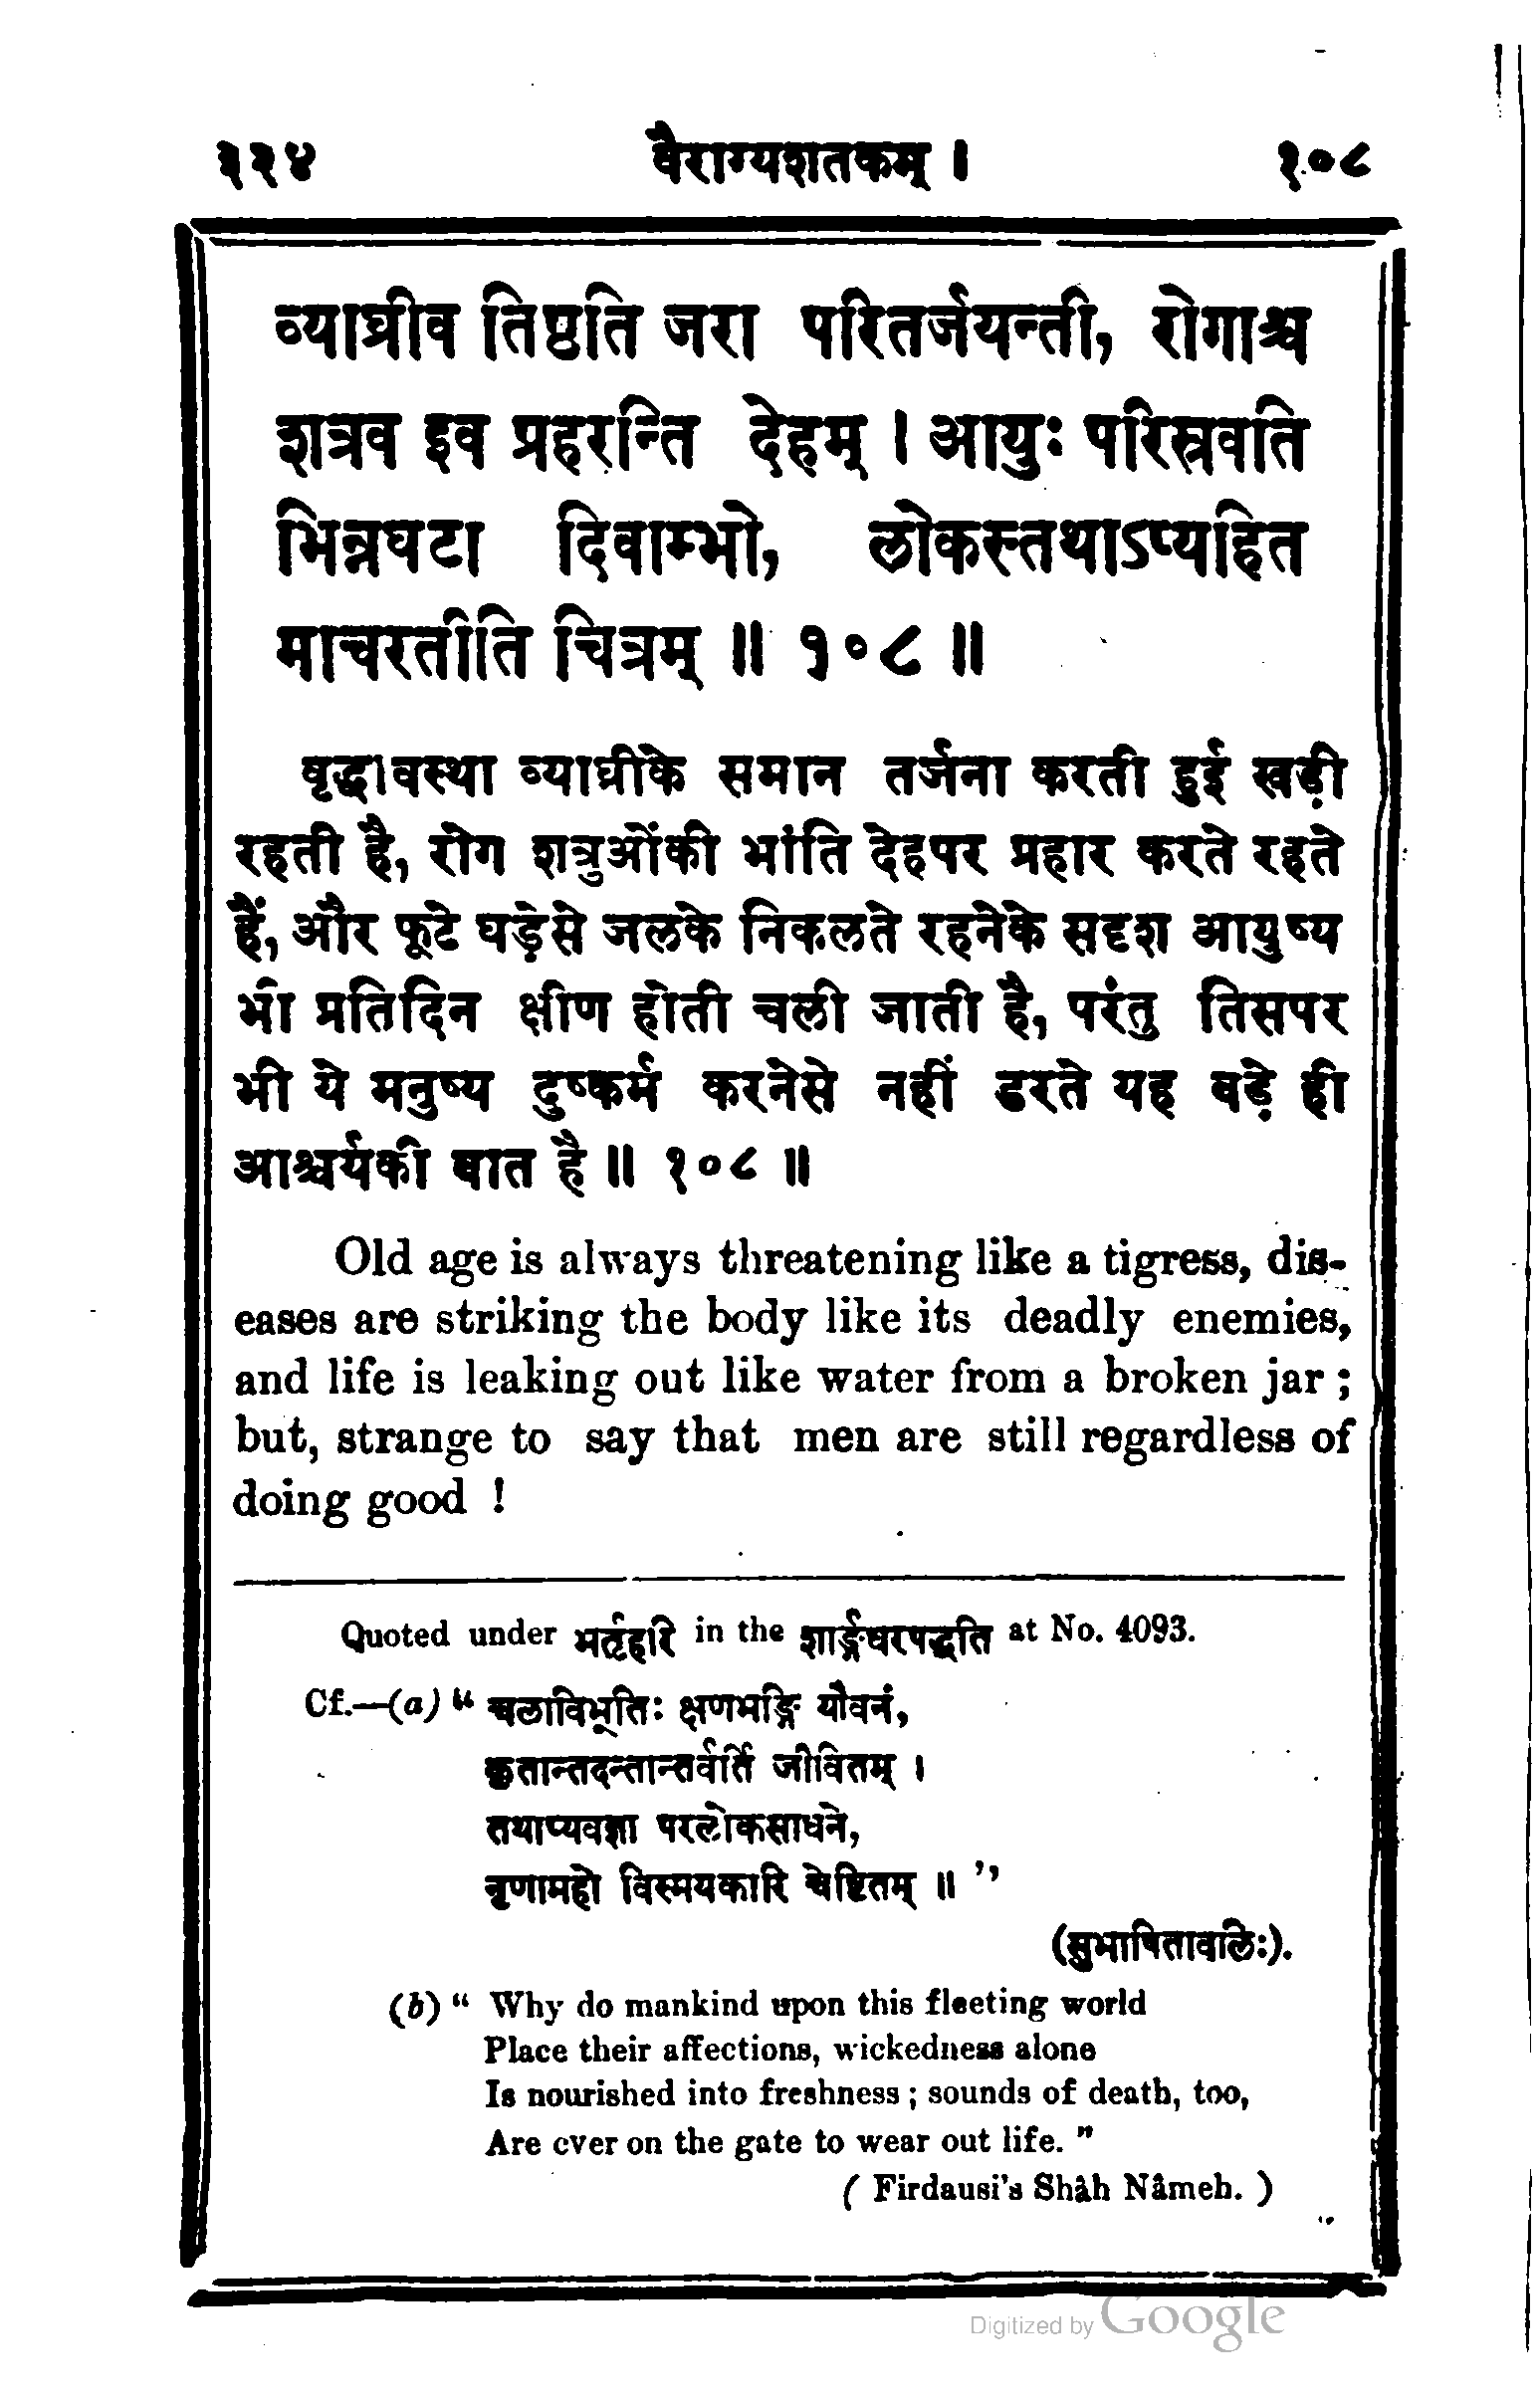 ३२४ वैराग्यशतकम् । १०८
व्याघ्रीव तिष्ठति जरा परितर्जयन्ती, रोगाश्च
शत्रव इव प्रहरन्ति देहम् । आयुः परिस्रवति
भिन्नघटा दिवाम्भो, लोकस्तथाऽप्यहित
माचरतीति चित्रम् ॥ १०८ ॥
वृद्धावस्था व्याघ्रीके समान तर्जना करती हुई खड़ी
रहती है, रोग शत्रुओंकी भांति देहपर प्रहार करते रहते
हैं, और फूटे घड़ेसे जलके निकलते रहनेके सदृश आयुष्य
भी प्रतिदिन क्षीण होती चली जाती है, परंतु तिसपर
भी ये मनुष्य दुष्कर्म करनेसे नहीं डरते यह बड़े ही
आश्चर्यकी बात है ॥ १०८ ॥
Old age is always threatening like a tigress, dis-
eases are striking the body like its deadly enemies,
and life is leaking out like water from a broken jar ;
but, strange to say that men are still regardless of
doing good !
Quoted under भर्तृहरि in the शार्ङ्गधरपद्धति at No. 4093.
Cf.—(a) “ चलाविभूतिः क्षणभङ्गि यौवनं,
कृतान्तदन्तान्तर्वर्ति जीवितम् ।
तथाप्यवज्ञा परलोकसाधने,
नृणामहो विस्मयकारि चेष्टितम् ॥ ”
(सुभाषितावलिः).
(b) “ Why do mankind upon this fleeting world
Place their affections, wickedness alone
Is nourished into freshness ; sounds of death, too,
Are ever on the gate to wear out life. ”
( Firdausi's Shâh Nâmeh. )
Digitized by Google